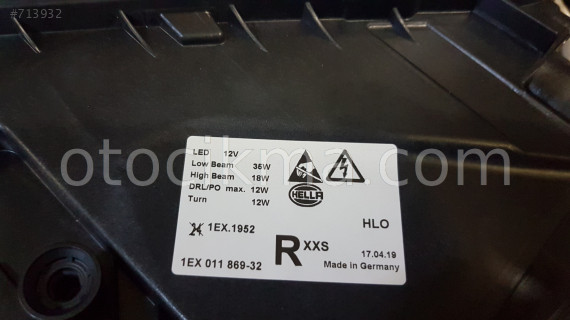 #713932
LED 12V
Low Beam 35W
High Beam 18W
DRL/PO max. 12W
Turn 12W
HELLA
1EX.1952
HLO
R XXS
17.04.19
1EX 011 869-32
Made in Germany
otocikma.com